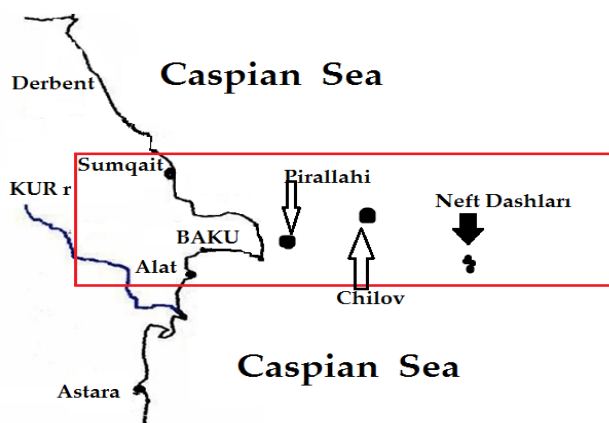 Caspian Sea
Derbent
Sumqait
Pirallahi
KUR r
Neft Dashları
BAKU
Alat
Chilov
Caspian Sea
Astara